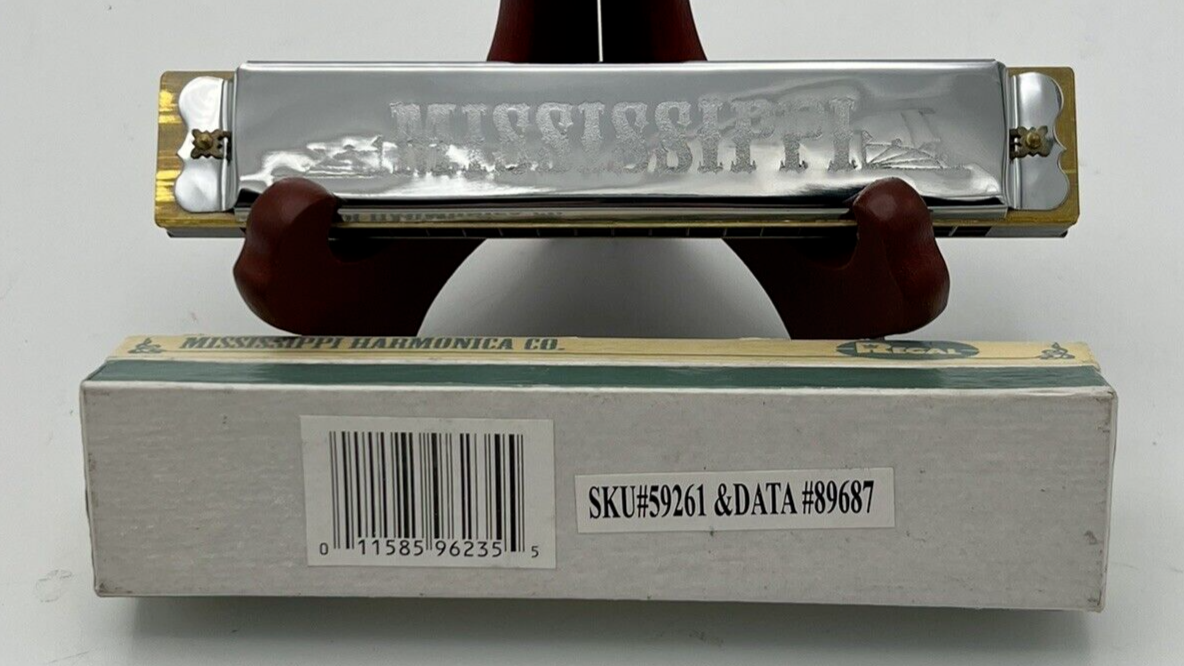 MISSISSIPPI
MISSISSIPPI HARMONICA CO.
REGAL
SKU#59261 &DATA #89687
0 11585 96235 5